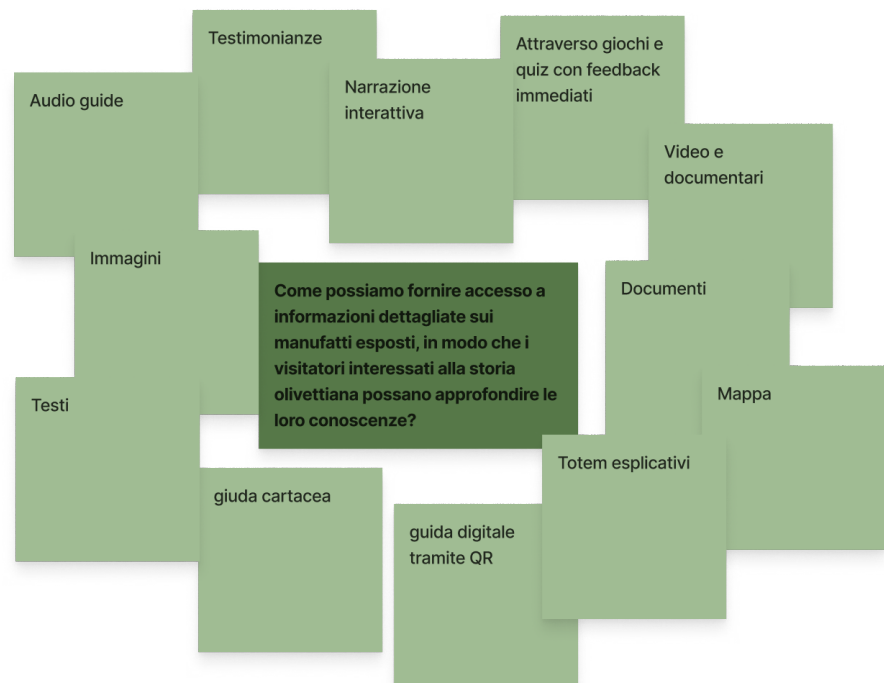 Testimonianze
Attraverso giochi e
quiz con feedback
immediati
Narrazione
interattiva
Audio guide
Video e
documentari
Immagini
Come possiamo fornire accesso a
informazioni dettagliate sui
manufatti esposti, in modo che i
visitatori interessati alla storia
olivettiana possano approfondire le
loro conoscenze?
Documenti
Mappa
Testi
Totem esplicativi
giuda cartacea
guida digitale
tramite QR